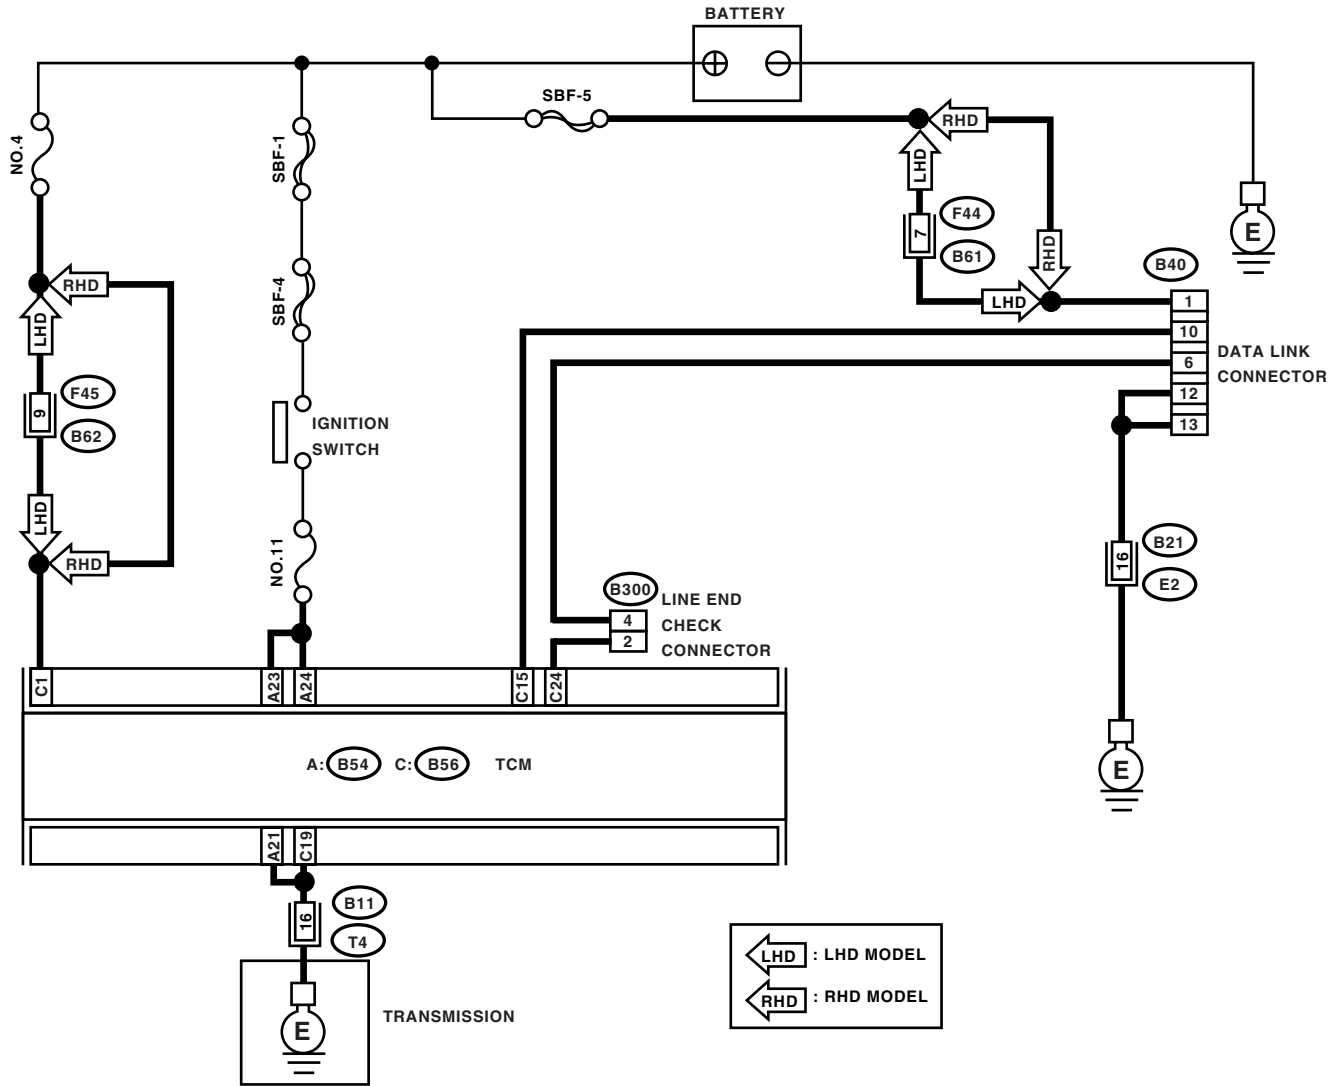 BATTERY
SBF-5
NO.4
SBF-1
RHD
LHD
F44
7
B61
RHD
E
B40
LHD
1
10
DATA LINK
6
CONNECTOR
12
13
RHD
LHD
SBF-4
F45
9
B62
IGNITION
SWITCH
LHD
RHD
NO.11
B21
16
E2
B300
LINE END
4
CHECK
2
CONNECTOR
C1
A23
A24
C15
C24
A: B54 C: B56 TCM
E
A21
C19
B11
16
T4
E
TRANSMISSION
LHD : LHD MODEL
RHD : RHD MODEL